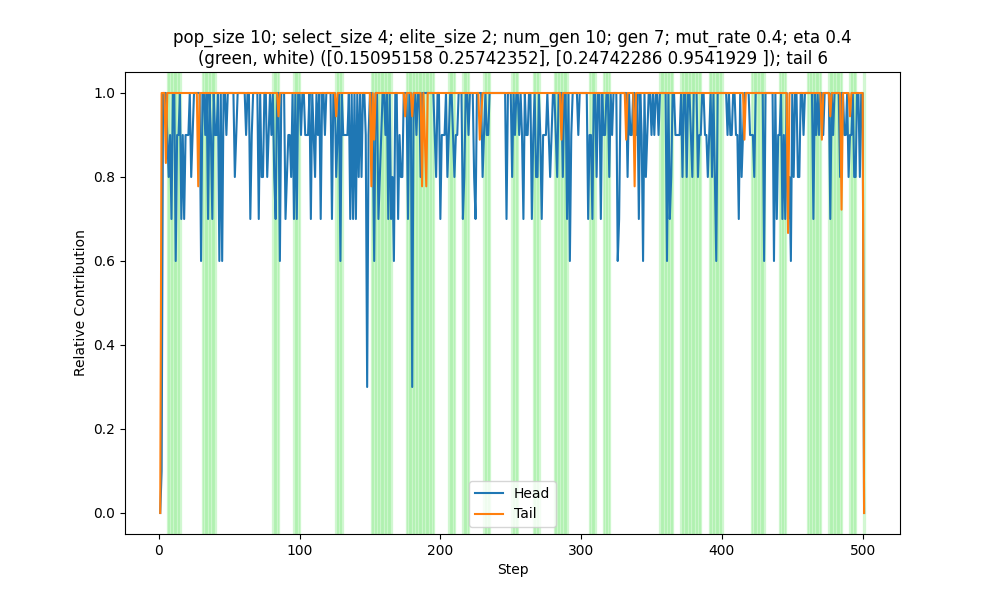 pop_size 10; select_size 4; elite_size 2; num_gen 10; gen 7; mut_rate 0.4; eta 0.4
(green, white) ([0.15095158 0.25742352], [0.24742286 0.9541929 ]); tail 6
1.0
0.8
0.6
0.4
0.2
0.0
Relative Contribution
Head
Tail
0 100 200 300 400 500
Step